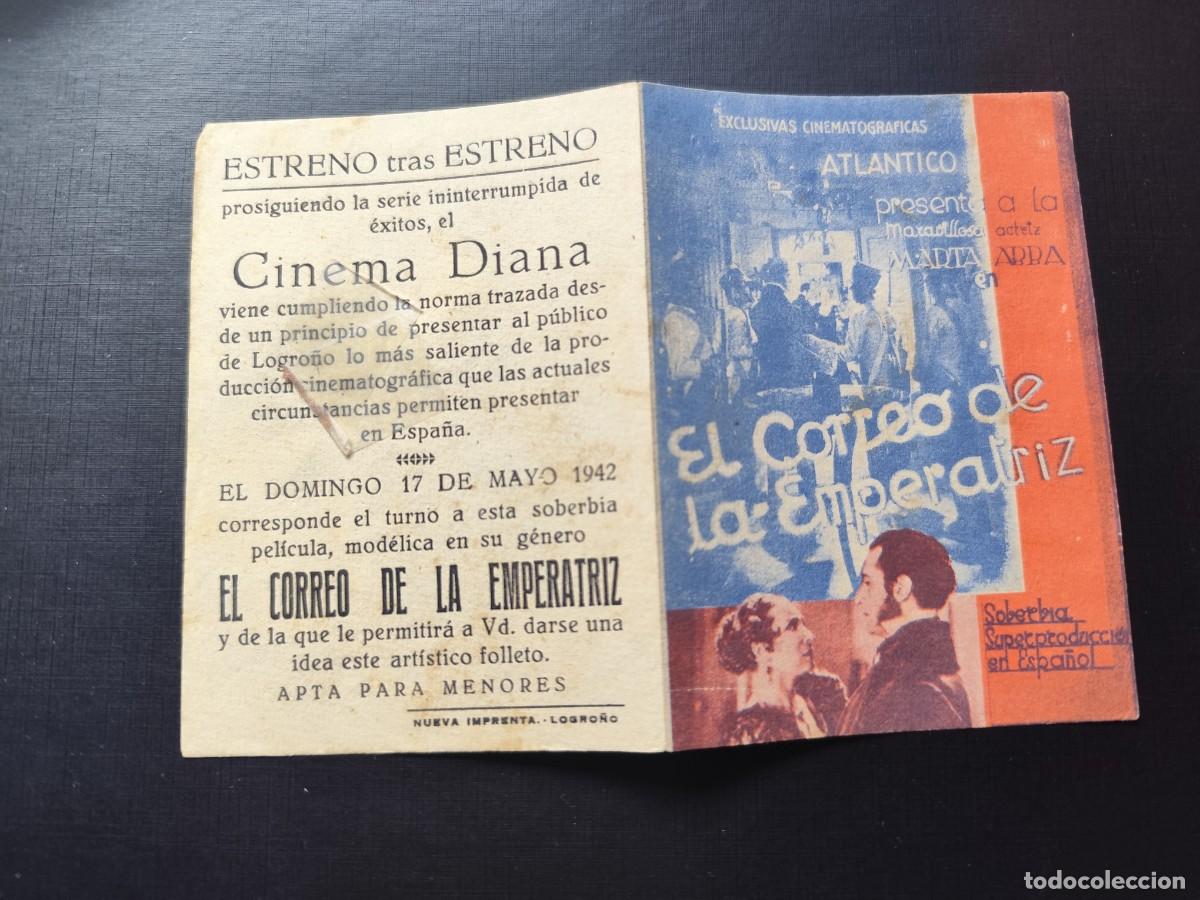 ESTRENO tras ESTRENO
prosiguiendo la serie ininterrumpida de
éxitos, el
Cinema Diana
viene cumpliendo la norma trazada des-
de un principio de presentar al público
de Logroño lo más saliente de la pro-
ducción cinematográfica que las actuales
circunstancias permiten presentar
en España.
EL DOMINGO 17 DE MAYO 1942
corresponde el turno a esta soberbia
película, modélica en su género
EL CORREO DE LA EMPERATRIZ
y de la que le permitirá a Vd. darse una
idea este artístico folleto.
APTA PARA MENORES
NUEVA IMPRENTA.-LOGROÑO
EXCLUSIVAS CINEMATOGRAFICAS
ATLANTICO
presenta a la
maravillosa actriz
MARTA ABBA
en
El Correo de
la Emperatriz
Soberbia
Superproducción
en Español
todocoleccion